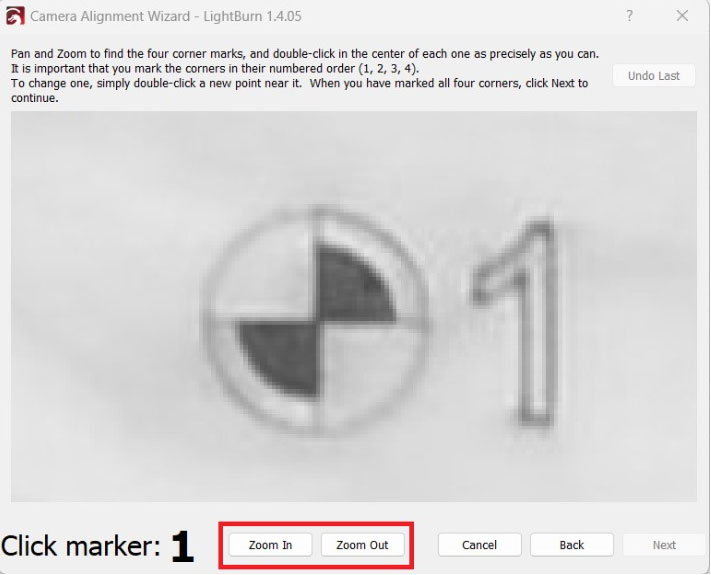 Camera Alignment Wizard - LightBurn 1.4.05
Pan and Zoom to find the four corner marks, and double-click in the center of each one as precisely as you can.
It is important that you mark the corners in their numbered order (1, 2, 3, 4).
To change one, simply double-click a new point near it.  When you have marked all four corners, click Next to
continue.
Undo Last
1
Click marker: 1
Zoom In
Zoom Out
Cancel
Back
Next